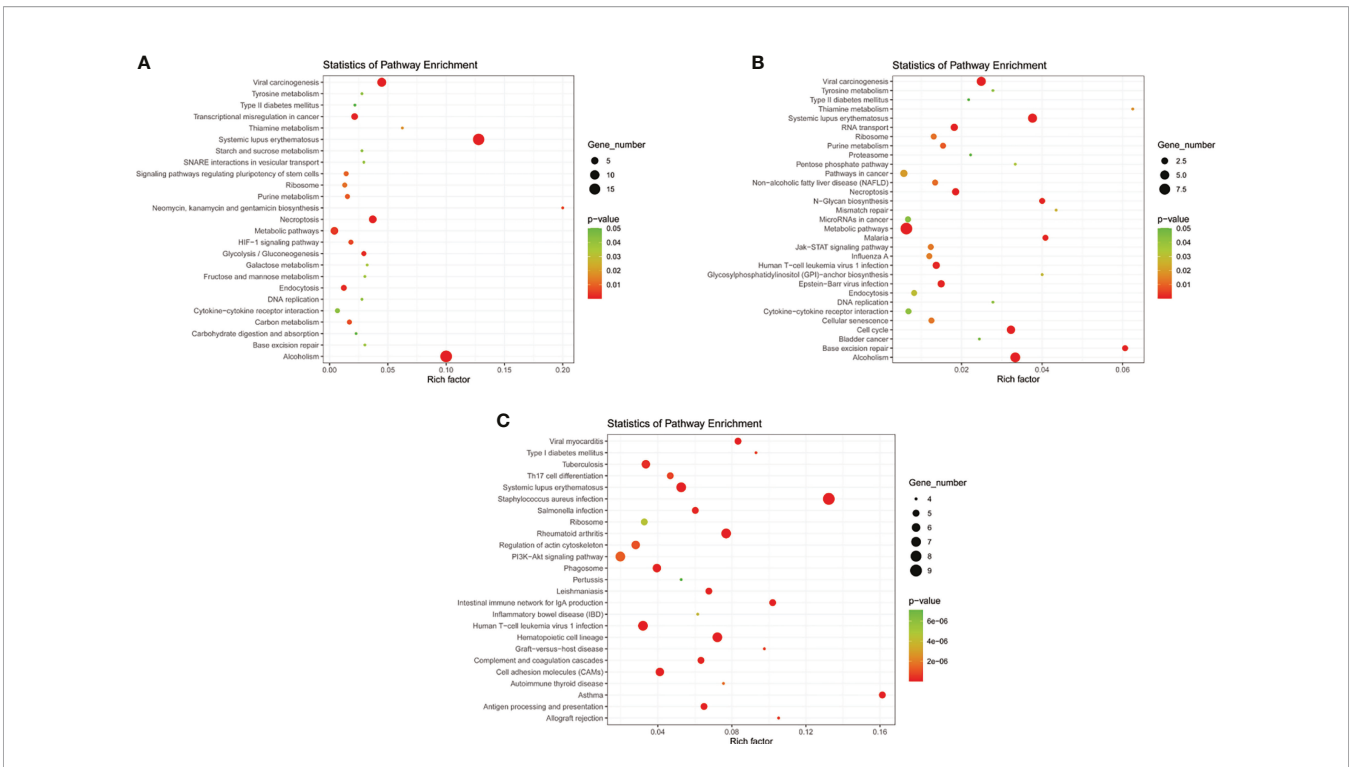 A
Statistics of Pathway Enrichment
Viral carcinogenesis
Tyrosine metabolism
Type II diabetes mellitus
Transcriptional misregulation in cancer
Thiamine metabolism
Systemic lupus erythematosus
Starch and sucrose metabolism
SNARE interactions in vesicular transport
Signaling pathways regulating pluripotency of stem cells
Ribosome
Purine metabolism
Neomycin, kanamycin and gentamicin biosynthesis
Necroptosis
Metabolic pathways
HIF−1 signaling pathway
Glycolysis / Gluconeogenesis
Galactose metabolism
Fructose and mannose metabolism
Endocytosis
DNA replication
Cytokine−cytokine receptor interaction
Carbon metabolism
Carbohydrate digestion and absorption
Base excision repair
Alcoholism
0.00 0.05 0.10 0.15 0.20
Rich factor
Gene_number
5
10
15
p−value
0.05
0.04
0.03
0.02
0.01
B
Statistics of Pathway Enrichment
Viral carcinogenesis
Tyrosine metabolism
Type II diabetes mellitus
Thiamine metabolism
Systemic lupus erythematosus
RNA transport
Ribosome
Purine metabolism
Proteasome
Pentose phosphate pathway
Pathways in cancer
Non−alcoholic fatty liver disease (NAFLD)
Necroptosis
N−Glycan biosynthesis
Mismatch repair
MicroRNAs in cancer
Metabolic pathways
Malaria
Jak−STAT signaling pathway
Influenza A
Human T−cell leukemia virus 1 infection
Glycosylphosphatidylinositol (GPI)−anchor biosynthesis
Epstein−Barr virus infection
Endocytosis
DNA replication
Cytokine−cytokine receptor interaction
Cellular senescence
Cell cycle
Bladder cancer
Base excision repair
Alcoholism
0.02 0.04 0.06
Rich factor
Gene_number
2.5
5.0
7.5
p−value
0.05
0.04
0.03
0.02
0.01
C
Statistics of Pathway Enrichment
Viral myocarditis
Type I diabetes mellitus
Tuberculosis
Th17 cell differentiation
Systemic lupus erythematosus
Staphylococcus aureus infection
Salmonella infection
Ribosome
Rheumatoid arthritis
Regulation of actin cytoskeleton
PI3K−Akt signaling pathway
Phagosome
Pertussis
Leishmaniasis
Intestinal immune network for IgA production
Inflammatory bowel disease (IBD)
Human T−cell leukemia virus 1 infection
Hematopoietic cell lineage
Graft−versus−host disease
Complement and coagulation cascades
Cell adhesion molecules (CAMs)
Autoimmune thyroid disease
Asthma
Antigen processing and presentation
Allograft rejection
0.04 0.08 0.12 0.16
Rich factor
Gene_number
4
5
6
7
8
9
p−value
6e−06
4e−06
2e−06